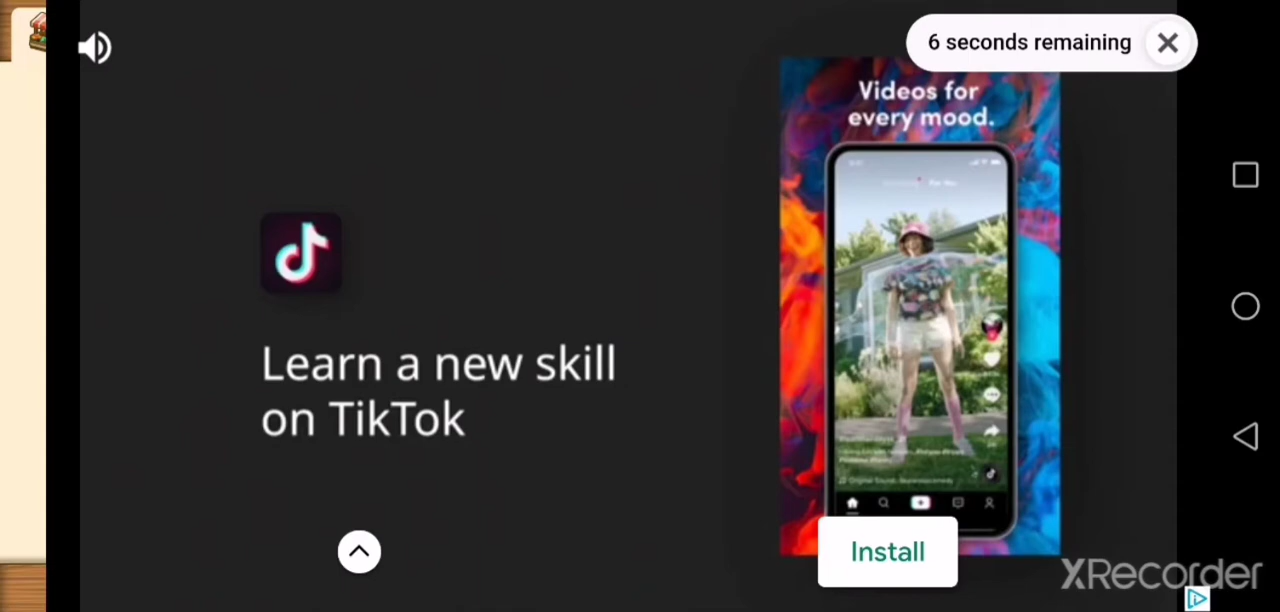 6 seconds remaining
Videos for
every mood.
Learn a new skill
on TikTok
Install
XRecorder